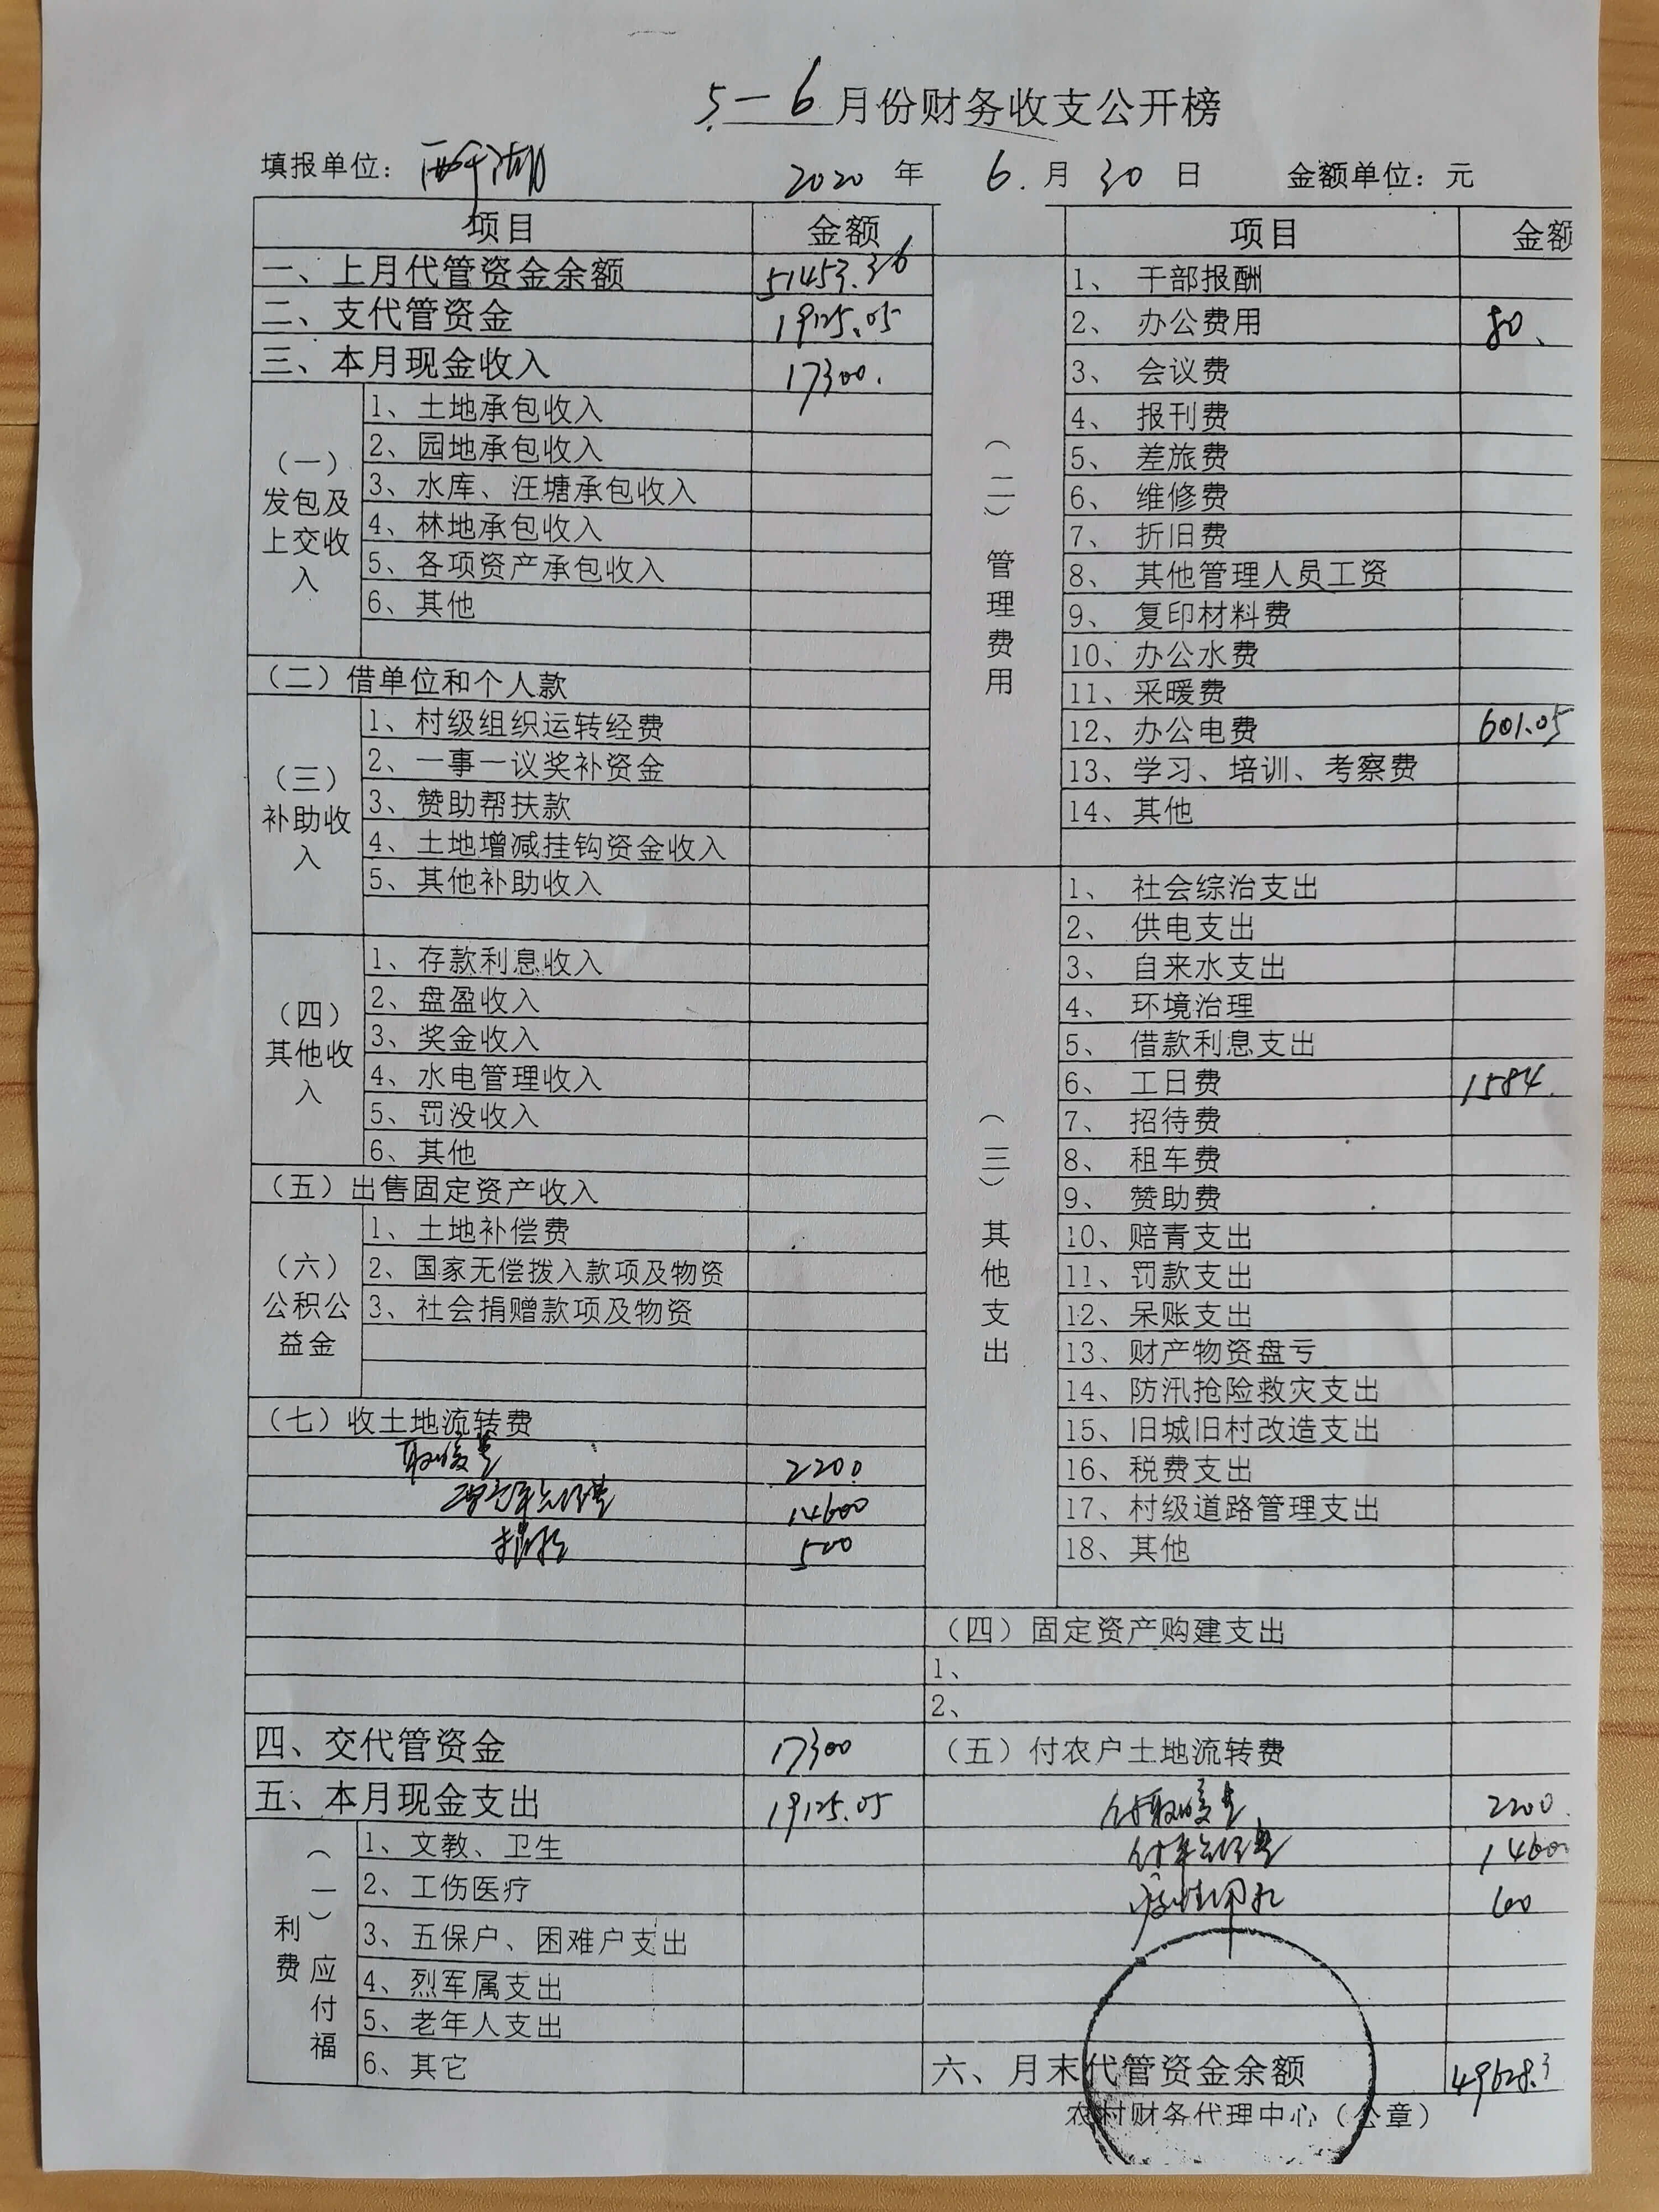 5-6月份财务收支公开榜
填报单位： 2020 年 6. 月 30 日 金额单位：元
项目 金额
一、上月代管资金余额 51453.36
二、支代管资金 19125.05
三、本月现金收入 17300.
（一）发包及上交收入
1、土地承包收入
2、园地承包收入
3、水库、汪塘承包收入
4、林地承包收入
5、各项资产承包收入
6、其他
（二）借单位和个人款
（三）补助收入
1、村级组织运转经费
2、一事一议奖补资金
3、赞助帮扶款
4、土地增减挂钩资金收入
5、其他补助收入
（四）其他收入
1、存款利息收入
2、盘盈收入
3、奖金收入
4、水电管理收入
5、罚没收入
6、其他
（五）出售固定资产收入
（六）公积公益金
1、土地补偿费
2、国家无偿拨入款项及物资
3、社会捐赠款项及物资
（七）收土地流转费
取暖费 2200
14600
500
四、交代管资金 17300
五、本月现金支出 19125.05
（一）应付福利费
1、文教、卫生
2、工伤医疗
3、五保户、困难户支出
4、烈军属支出
5、老年人支出
6、其它
项目 金额
（二）管理费用
1、 干部报酬
2、 办公费用 80.
3、 会议费
4、 报刊费
5、 差旅费
6、 维修费
7、 折旧费
8、 其他管理人员工资
9、 复印材料费
10、办公水费
11、采暖费
12、办公电费 601.05
13、学习、培训、考察费
14、其他
（三）其他支出
1、 社会综治支出
2、 供电支出
3、 自来水支出
4、 环境治理
5、 借款利息支出
6、 工日费 1584.
7、 招待费
8、 租车费
9、 赞助费
10、赔青支出
11、罚款支出
12、呆账支出
13、财产物资盘亏
14、防汛抢险救灾支出
15、旧城旧村改造支出
16、税费支出
17、村级道路管理支出
18、其他
（四）固定资产购建支出
1、
2、
（五）付农户土地流转费
付取暖费 2200.
14600
60
六、月末代管资金余额 49628.3
农村财务代理中心（公章）